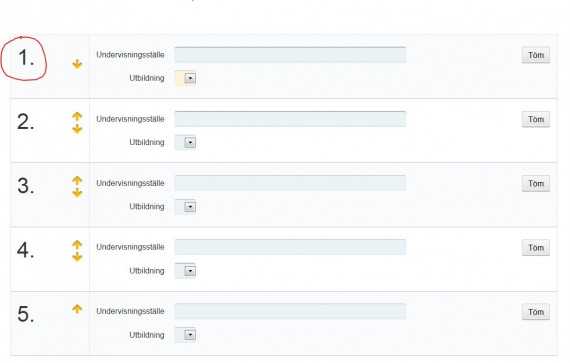 1. Undervisningsställe Töm
Utbildning
2. Undervisningsställe Töm
Utbildning
3. Undervisningsställe Töm
Utbildning
4. Undervisningsställe Töm
Utbildning
5. Undervisningsställe Töm
Utbildning